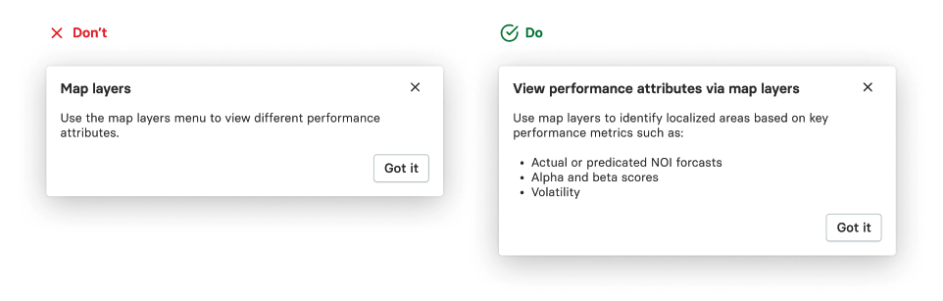 Don't
Map layers
Use the map layers menu to view different performance
attributes.
Got it
Do
View performance attributes via map layers
Use map layers to identify localized areas based on key
performance metrics such as:
• Actual or predicated NOI forcasts
• Alpha and beta scores
• Volatility
Got it